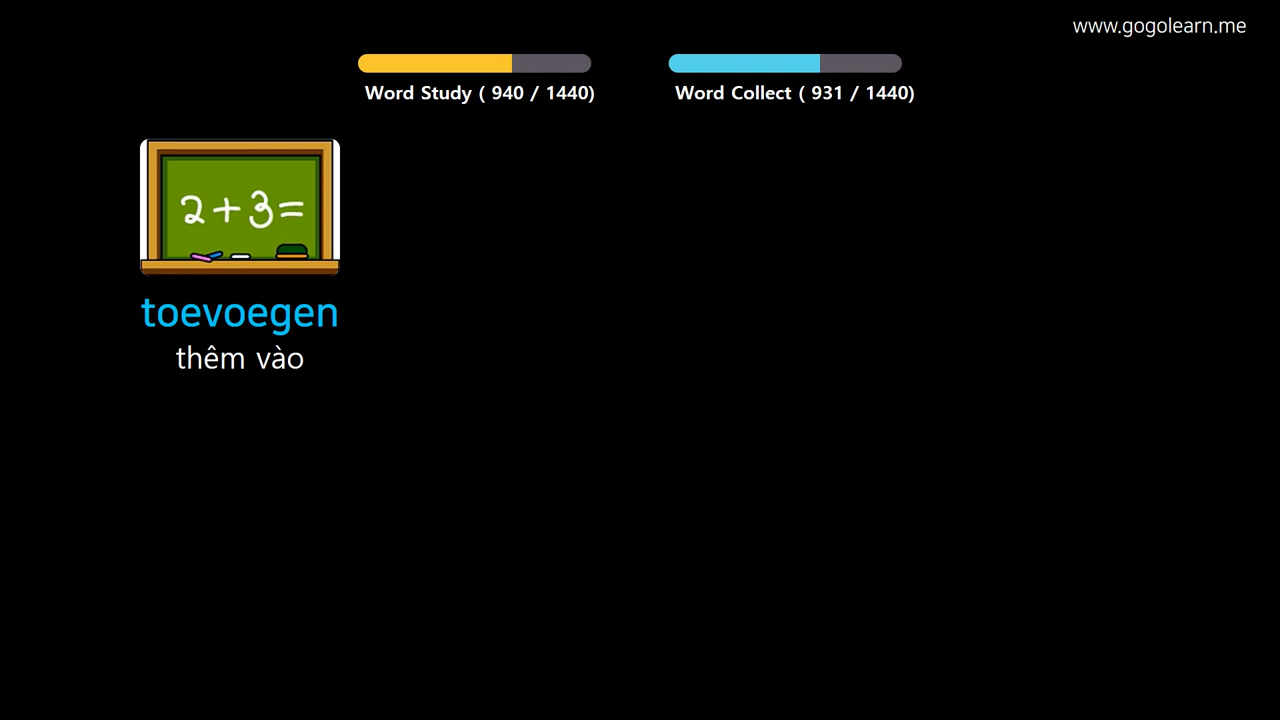 www.gogolearn.me
Word Study ( 940 / 1440)
Word Collect ( 931 / 1440)
2+3=
toevoegen
thêm vào